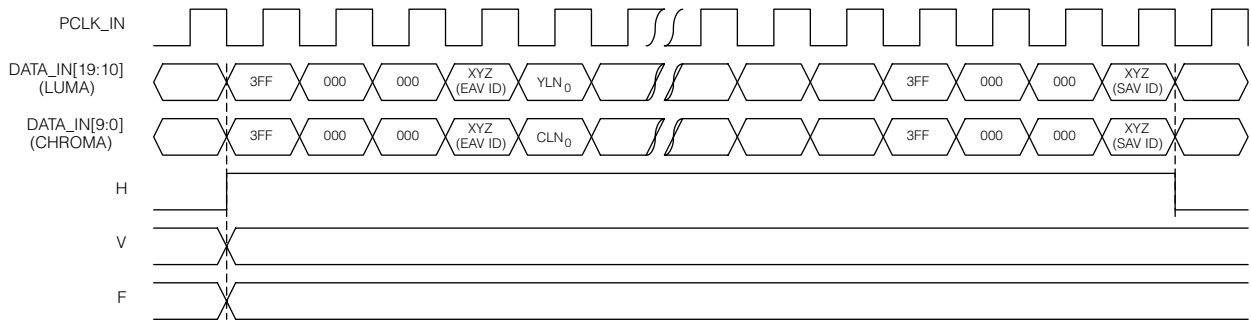 PCLK_IN
DATA_IN[19:10]
(LUMA)
3FF 000 000 XYZ (EAV ID) YLN0 3FF 000 000 XYZ (SAV ID)
DATA_IN[9:0]
(CHROMA)
3FF 000 000 XYZ (EAV ID) CLN0 3FF 000 000 XYZ (SAV ID)
H
V
F